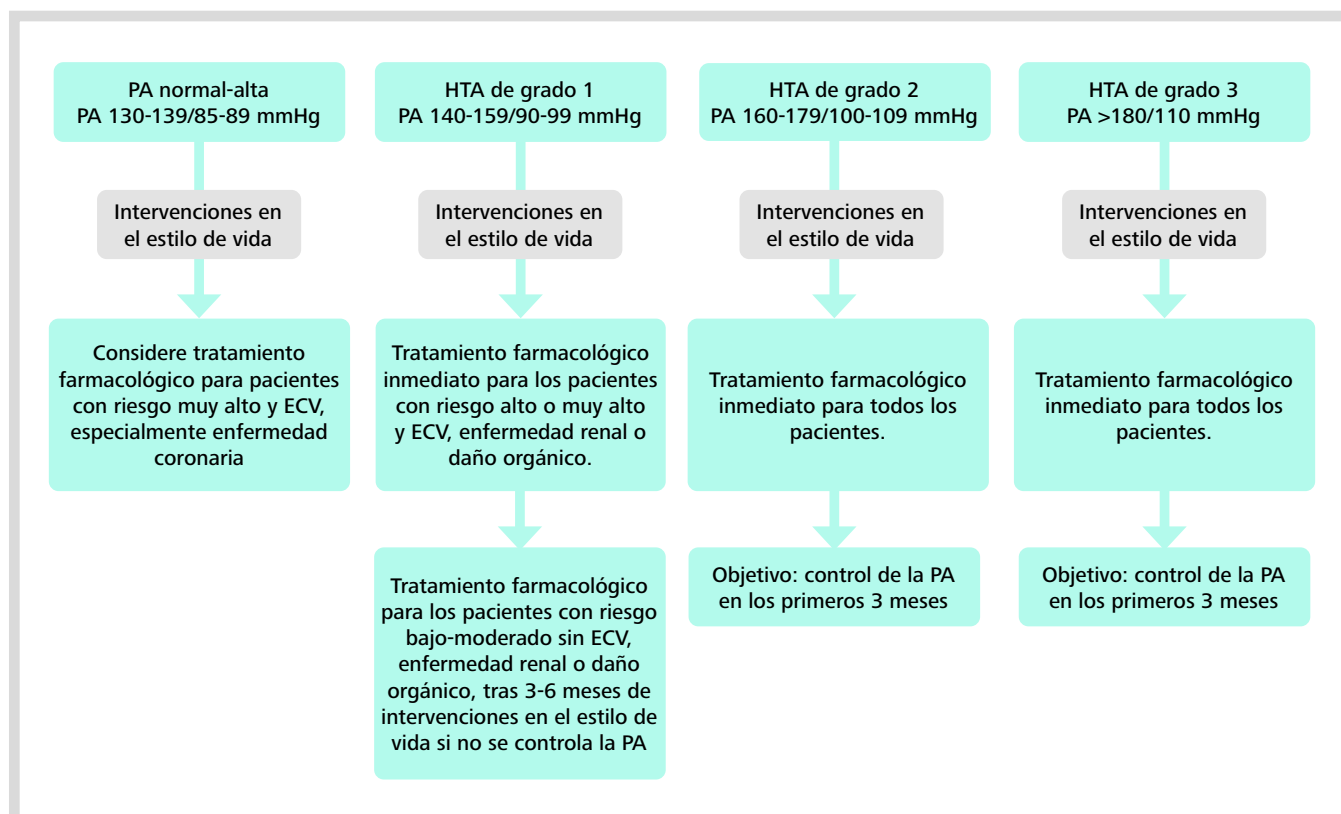 PA normal-alta
PA 130-139/85-89 mmHg
Intervenciones en
el estilo de vida
Considere tratamiento
farmacológico para pacientes
con riesgo muy alto y ECV,
especialmente enfermedad
coronaria
HTA de grado 1
PA 140-159/90-99 mmHg
Intervenciones en
el estilo de vida
Tratamiento farmacológico
inmediato para los pacientes
con riesgo alto o muy alto
y ECV, enfermedad renal o
daño orgánico.
Tratamiento farmacológico
para los pacientes con riesgo
bajo-moderado sin ECV,
enfermedad renal o daño
orgánico, tras 3-6 meses de
intervenciones en el estilo de
vida si no se controla la PA
HTA de grado 2
PA 160-179/100-109 mmHg
Intervenciones en
el estilo de vida
Tratamiento farmacológico
inmediato para todos los
pacientes.
Objetivo: control de la PA
en los primeros 3 meses
HTA de grado 3
PA >180/110 mmHg
Intervenciones en
el estilo de vida
Tratamiento farmacológico
inmediato para todos los
pacientes.
Objetivo: control de la PA
en los primeros 3 meses